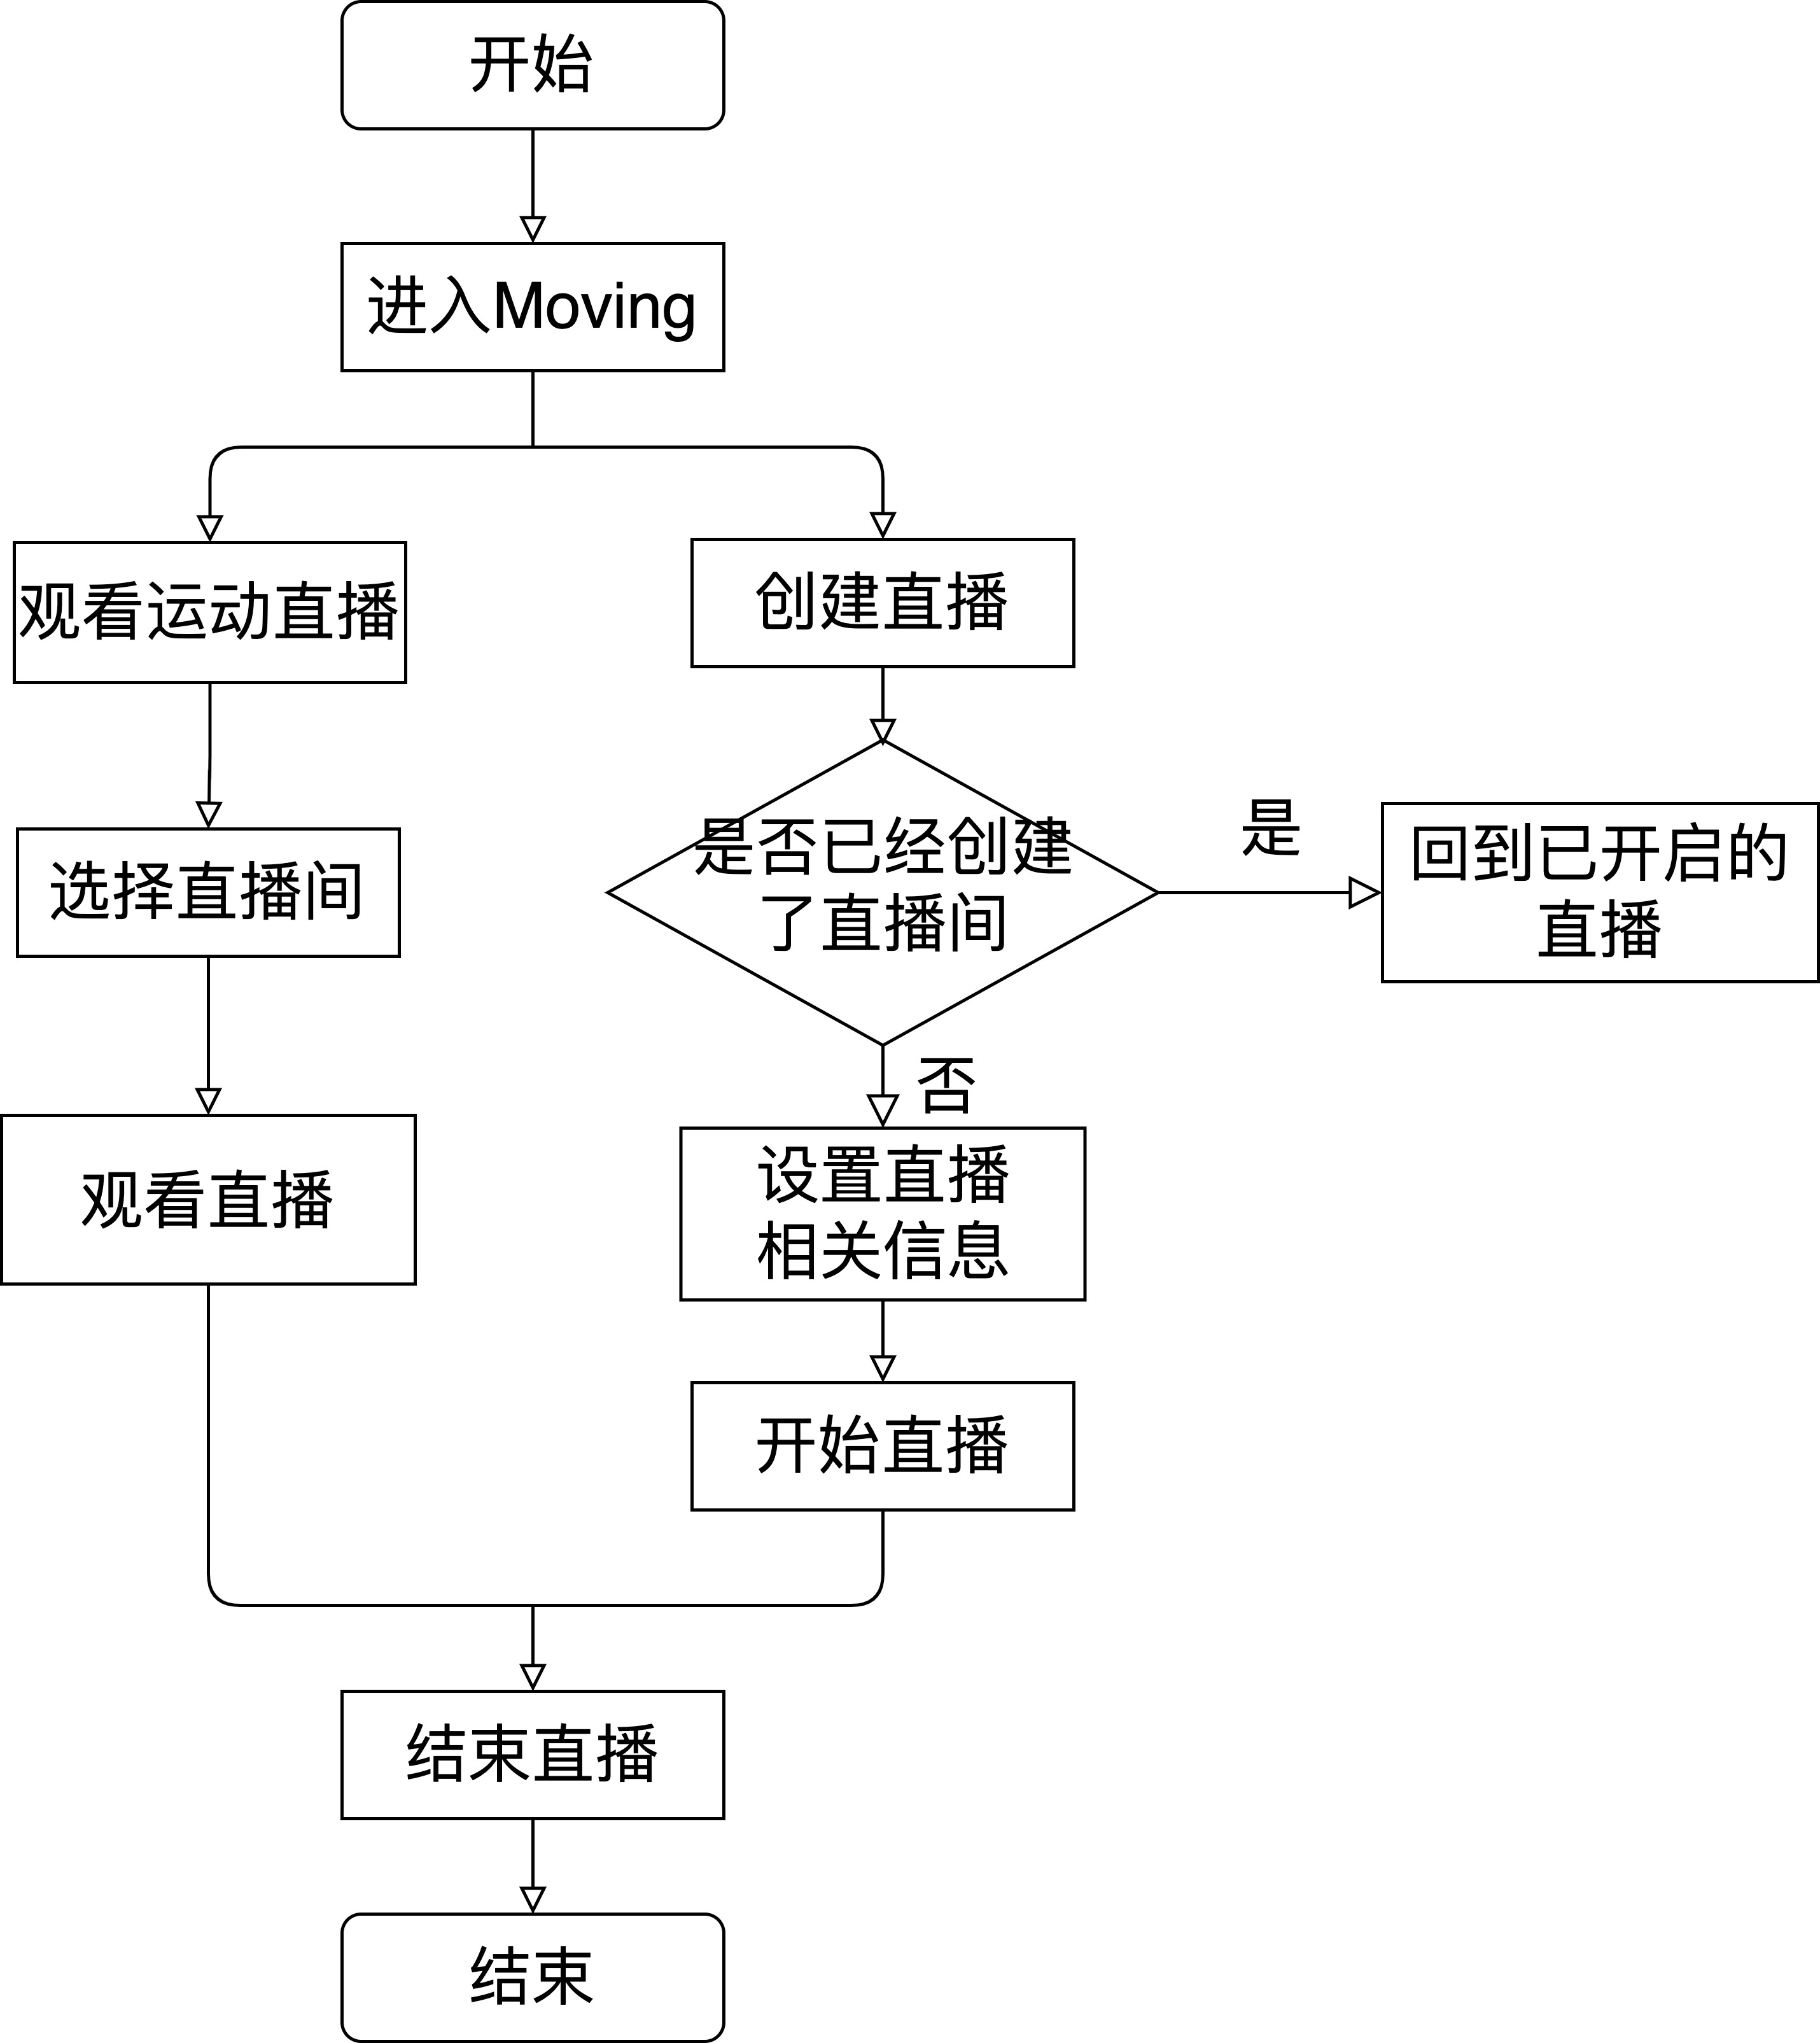 开始
进入Moving
观看运动直播
创建直播
是否已经创建
了直播间
是
回到已开启的
直播
选择直播间
否
观看直播
设置直播
相关信息
开始直播
结束直播
结束